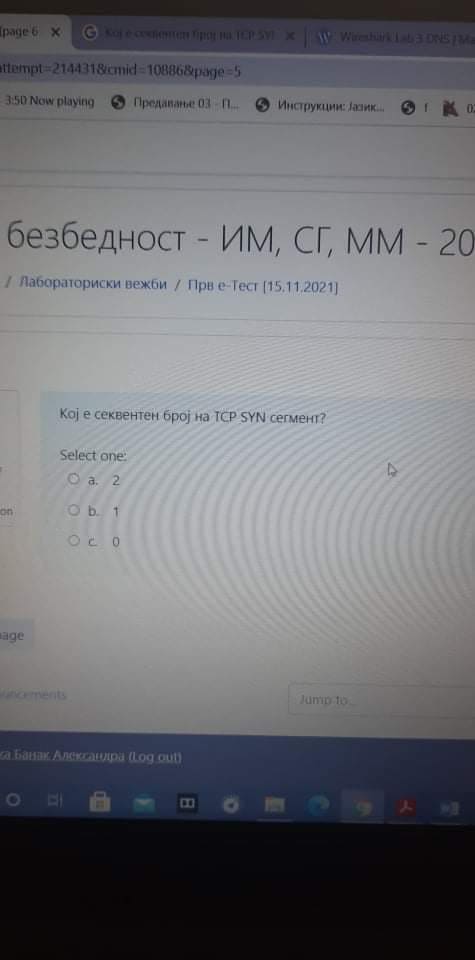 (page 6
Кој е секвентен број на TCP SYN
Wireshark Lab 3 DNS | Ma
attempt=214431&cmid=10886&page=5
3:50 Now playing
Предавање 03 - П...
Инструкции: Јазик...
f
безбедност - ИМ, СГ, ММ - 20
/ Лабораториски вежби / Прв е-Тест [15.11.2021]
Кој е секвентен број на TCP SYN сегмент?
Select one:
a. 2
b. 1
c. 0
on
page
ouncements
Jump to...
ка Банак Александра (Log out)